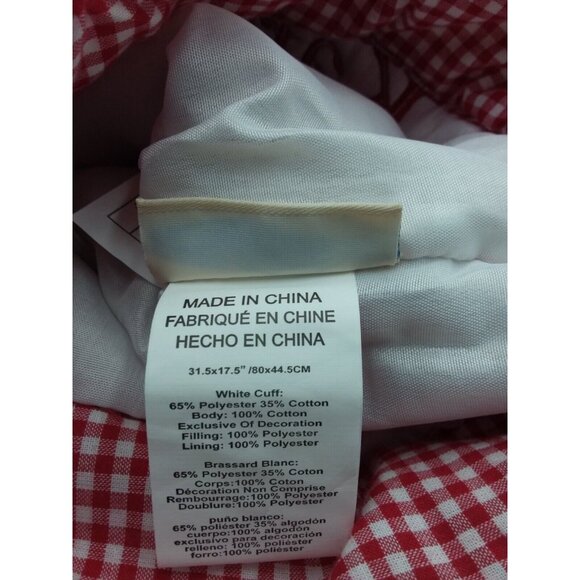 MADE IN CHINA
FABRIQUÉ EN CHINE
HECHO EN CHINA
31.5x17.5" /80x44.5CM
White Cuff:
65% Polyester 35% Cotton
Body: 100% Cotton
Exclusive Of Decoration
Filling: 100% Polyester
Lining: 100% Polyester
Brassard Blanc:
65% Polyester 35% Coton
Corps:100% Coton
Décoration Non Comprise
Rembourrage:100% Polyester
Doublure:100% Polyester
puño blanco:
65% poliéster 35% algodón
cuerpo:100% algodón
exclusivo para su decoración
relleno: 100% poliéster
forro:100% poliéster